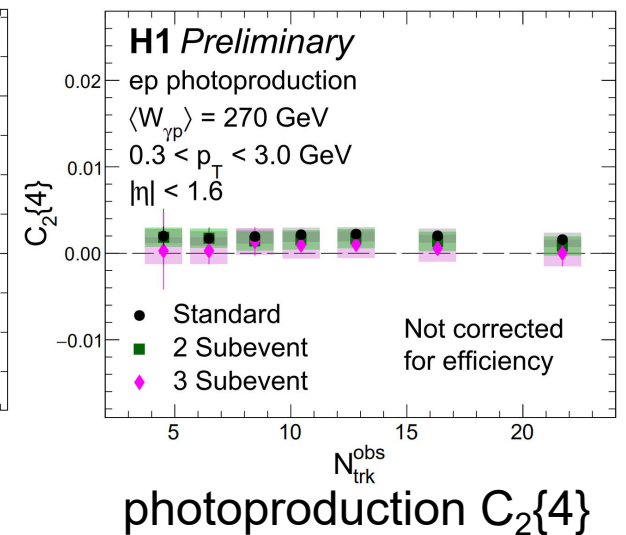 H1 Preliminary
ep photoproduction
⟨Wγp⟩ = 270 GeV
0.3 < pT < 3.0 GeV
|η| < 1.6
C2{4}
0.02
0.01
0.00
−0.01
Standard
2 Subevent
3 Subevent
Not corrected
for efficiency
5 10 15 20
N obs trk
photoproduction C2{4}